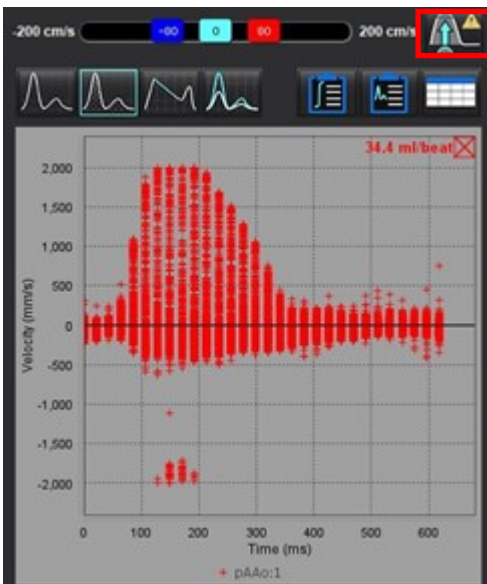 -200 cm/s -80 0 80 200 cm/s
34.4 ml/beat
2,000
1,500
1,000
500
0
-500
-1,000
-1,500
-2,000
Velocity (mm/s)
0 100 200 300 400 500 600
Time (ms)
+ pAAo:1